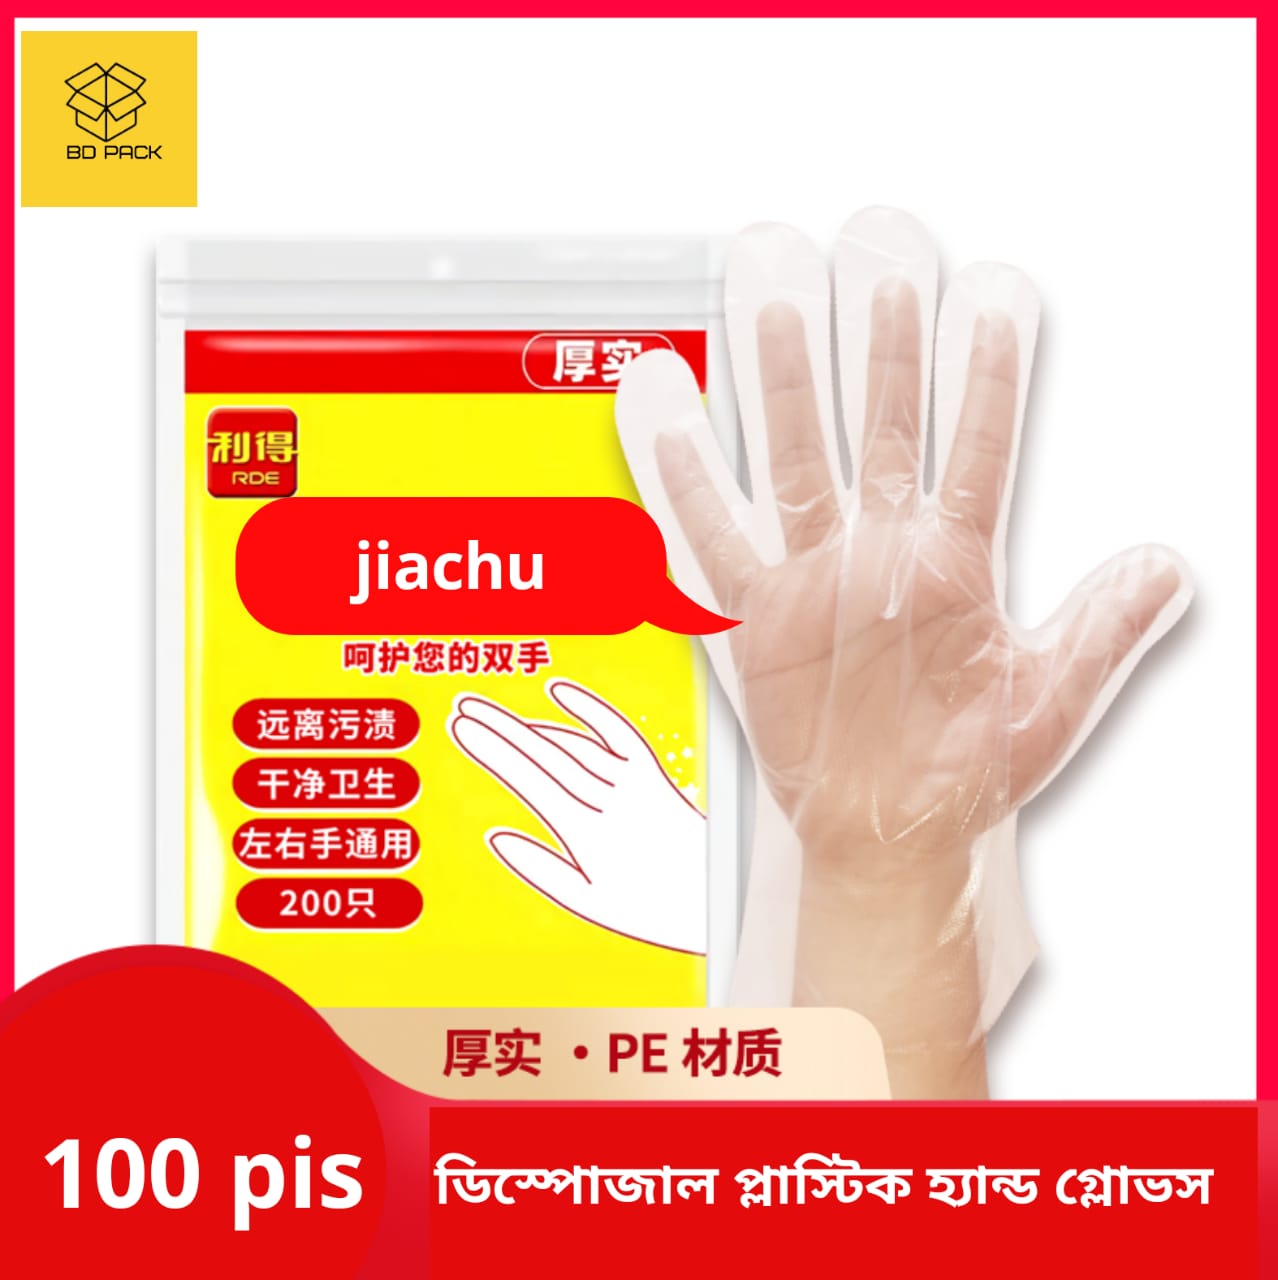 BD PACK
厚实
利得
RDE
jiachu
呵护您的双手
远离污渍
干净卫生
左右手通用
200只
厚实 • PE 材质
100 pis
ডিস্পোজাল প্লাস্টিক হ্যান্ড গ্লোভস